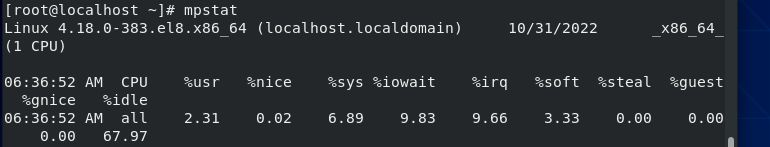 [root@localhost ~]# mpstat
Linux 4.18.0-383.el8.x86_64 (localhost.localdomain)     10/31/2022      _x86_64_
(1 CPU)
06:36:52 AM  CPU    %usr   %nice    %sys %iowait    %irq   %soft  %steal  %guest
  %gnice   %idle
06:36:52 AM  all    2.31    0.02    6.89    9.83    9.66    3.33    0.00    0.00
    0.00   67.97